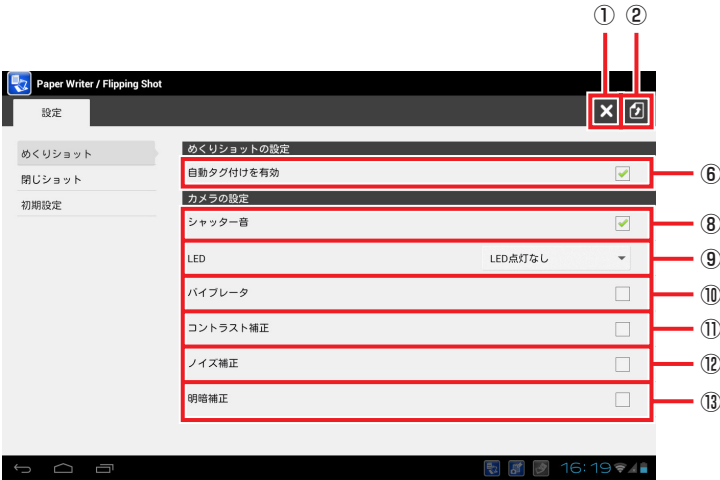 ① ②
Paper Writer / Flipping Shot
設定
めくりショット
閉じショット
初期設定
めくりショットの設定
自動タグ付けを有効 ⑥
カメラの設定
シャッター音 ⑧
LED LED点灯なし ⑨
バイブレータ ⑩
コントラスト補正 ⑪
ノイズ補正 ⑫
明暗補正 ⑬
16:19